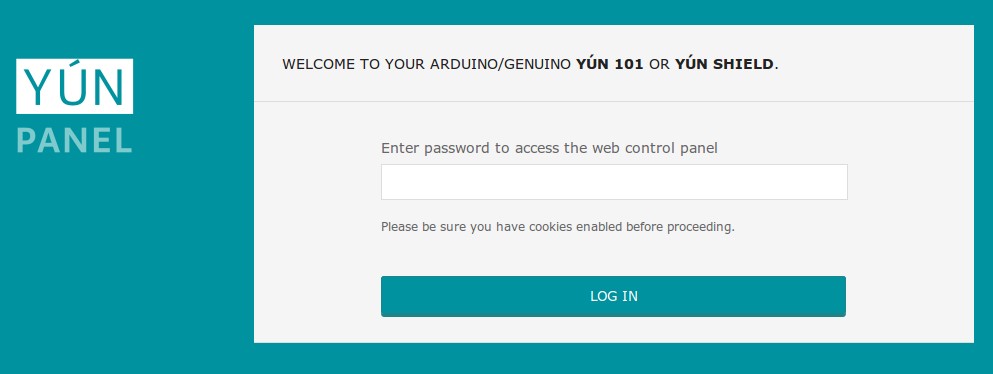 YÚN
PANEL
WELCOME TO YOUR ARDUINO/GENUINO YÚN 101 OR YÚN SHIELD.
Enter password to access the web control panel
Please be sure you have cookies enabled before proceeding.
LOG IN